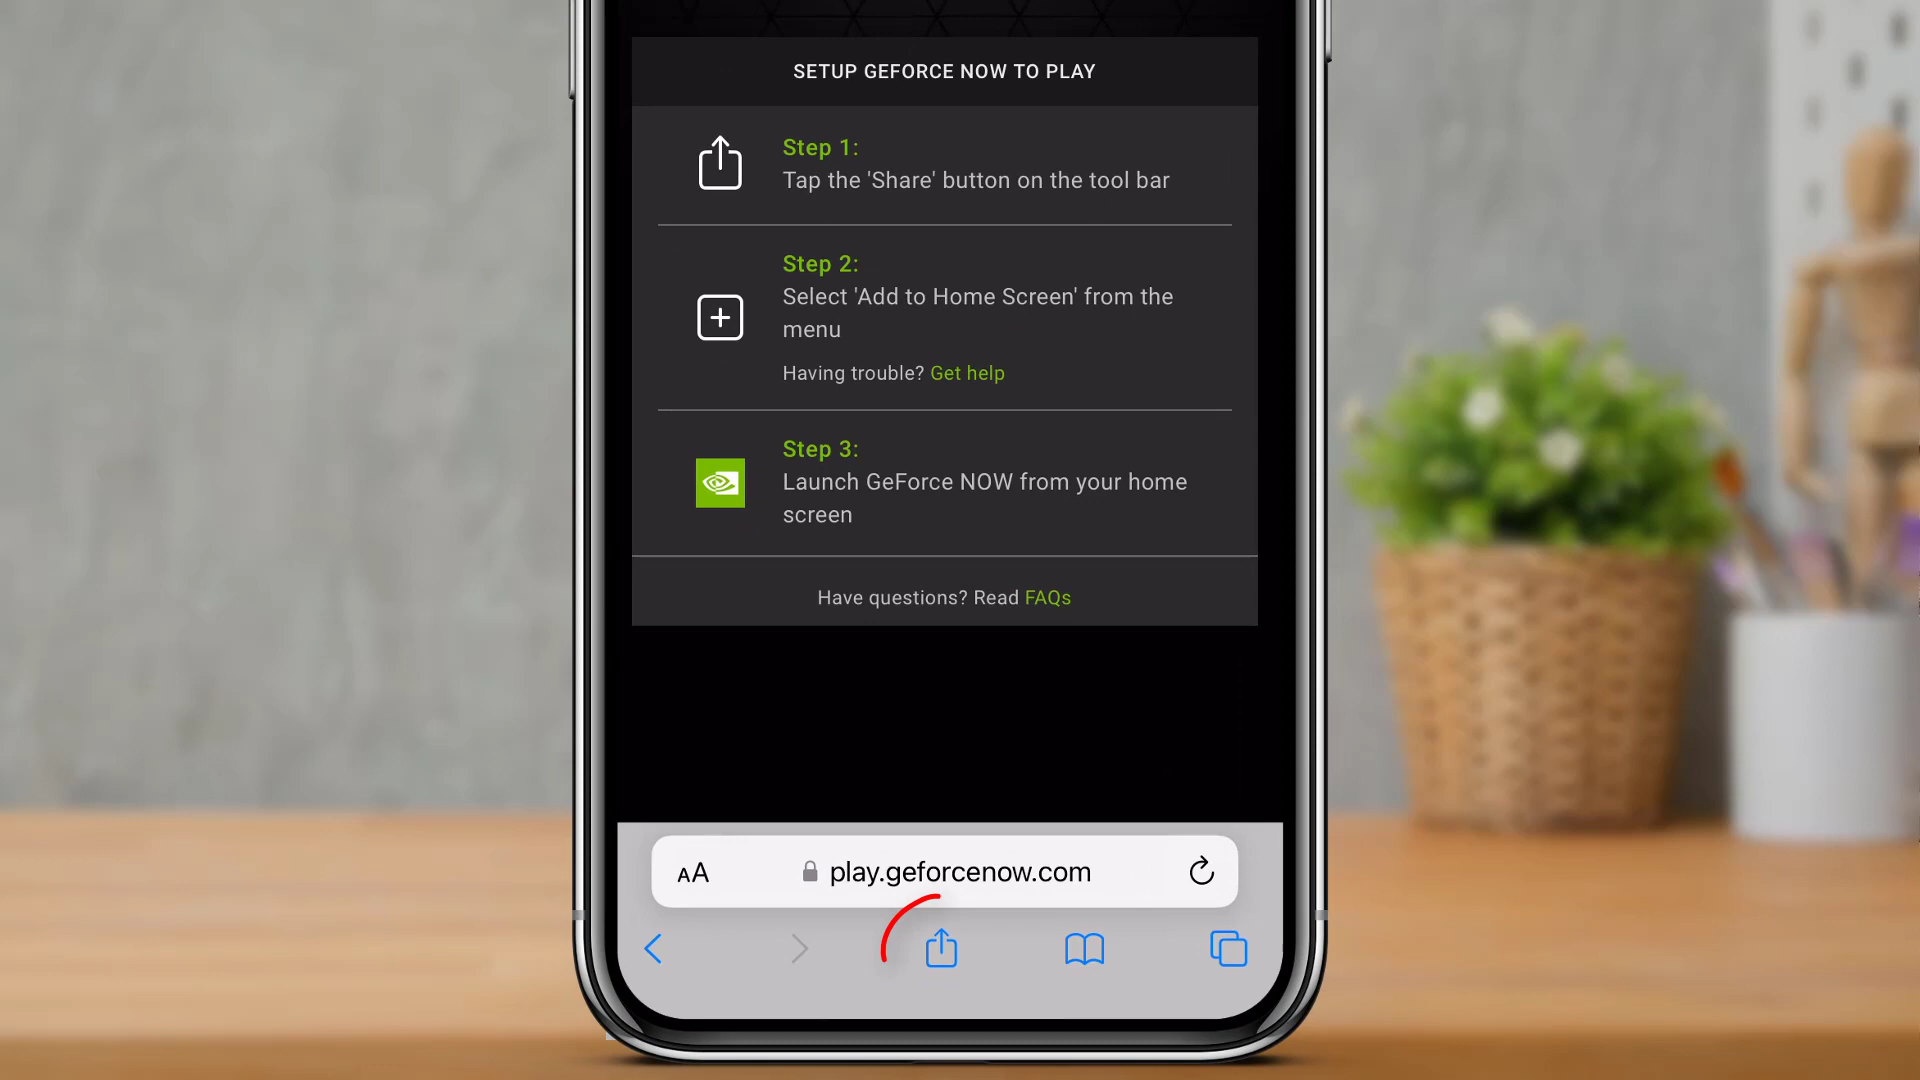 SETUP GEFORCE NOW TO PLAY
Step 1:
Tap the 'Share' button on the tool bar
Step 2:
Select 'Add to Home Screen' from the
menu
Having trouble? Get help
Step 3:
Launch GeForce NOW from your home
screen
Have questions? Read FAQs
AA play.geforcenow.com